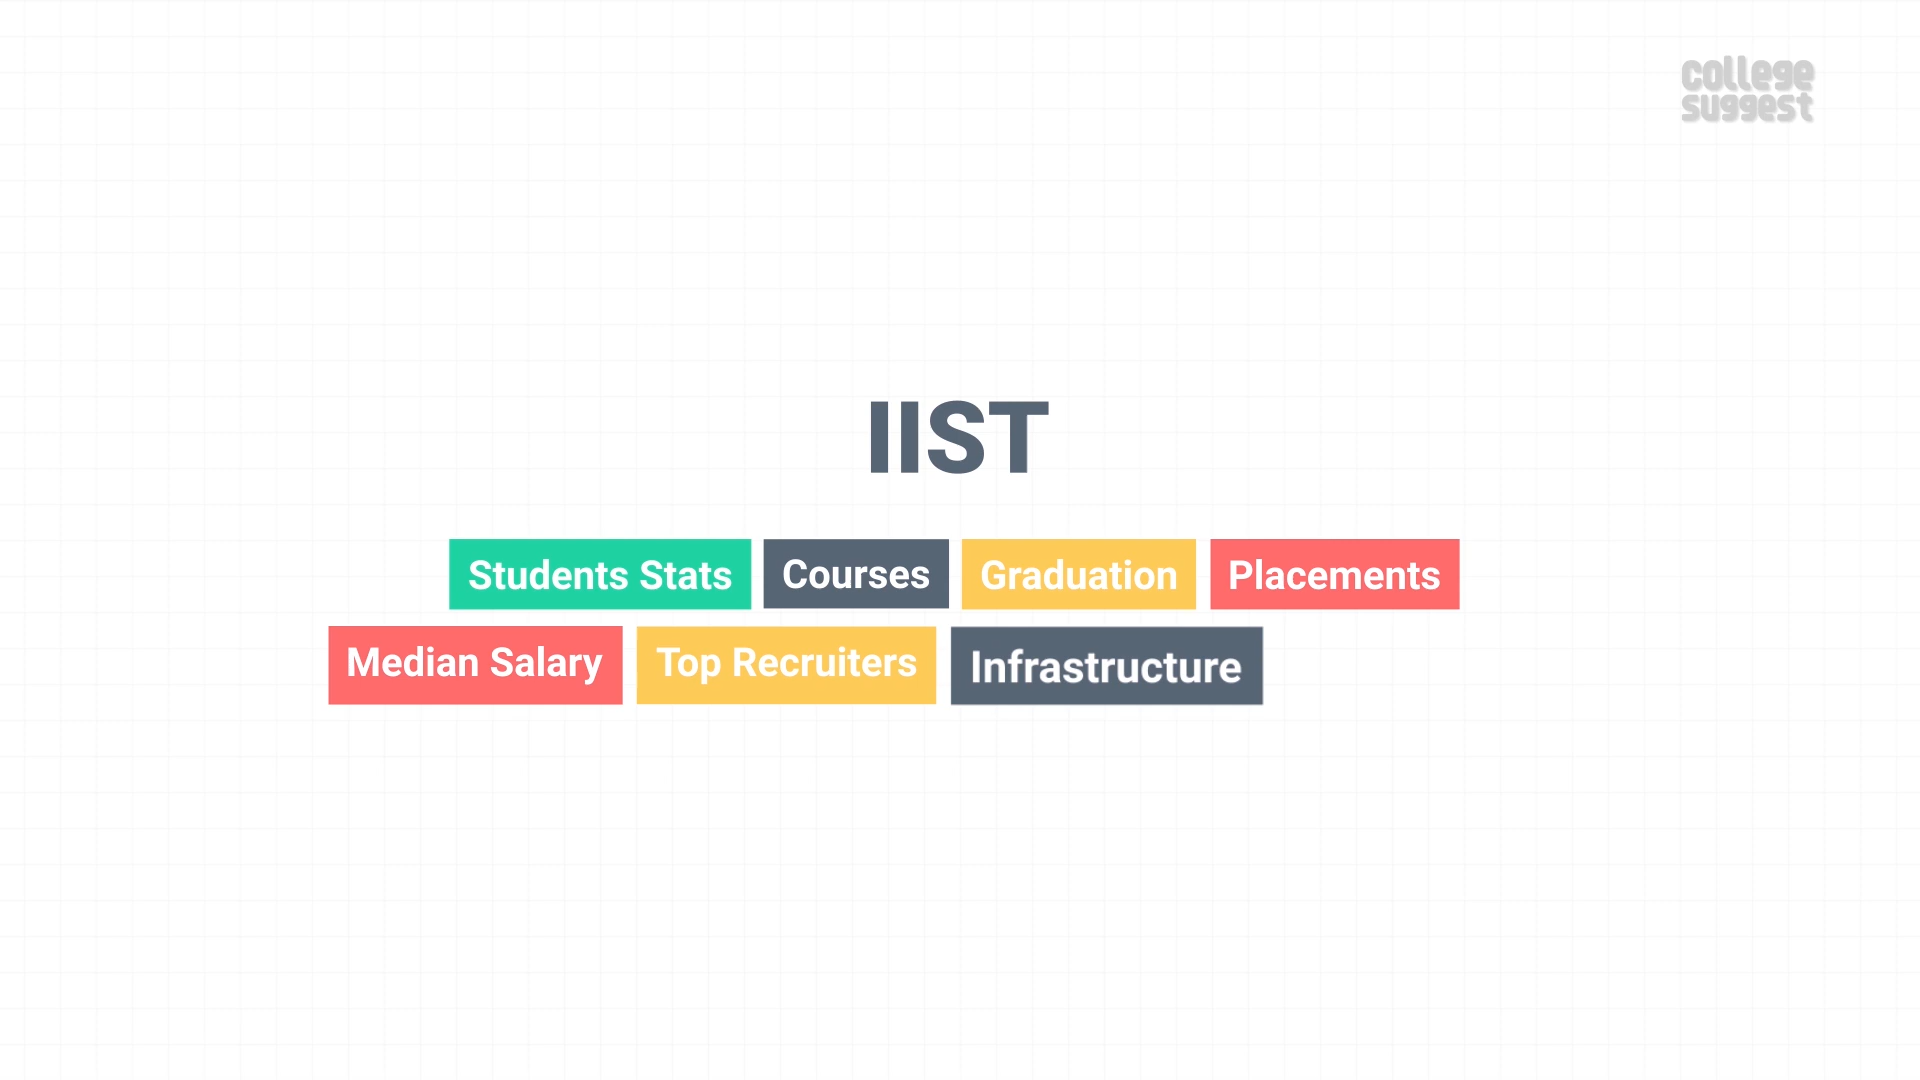 college
suggest
IIST
Students Stats Courses Graduation Placements
Median Salary Top Recruiters Infrastructure